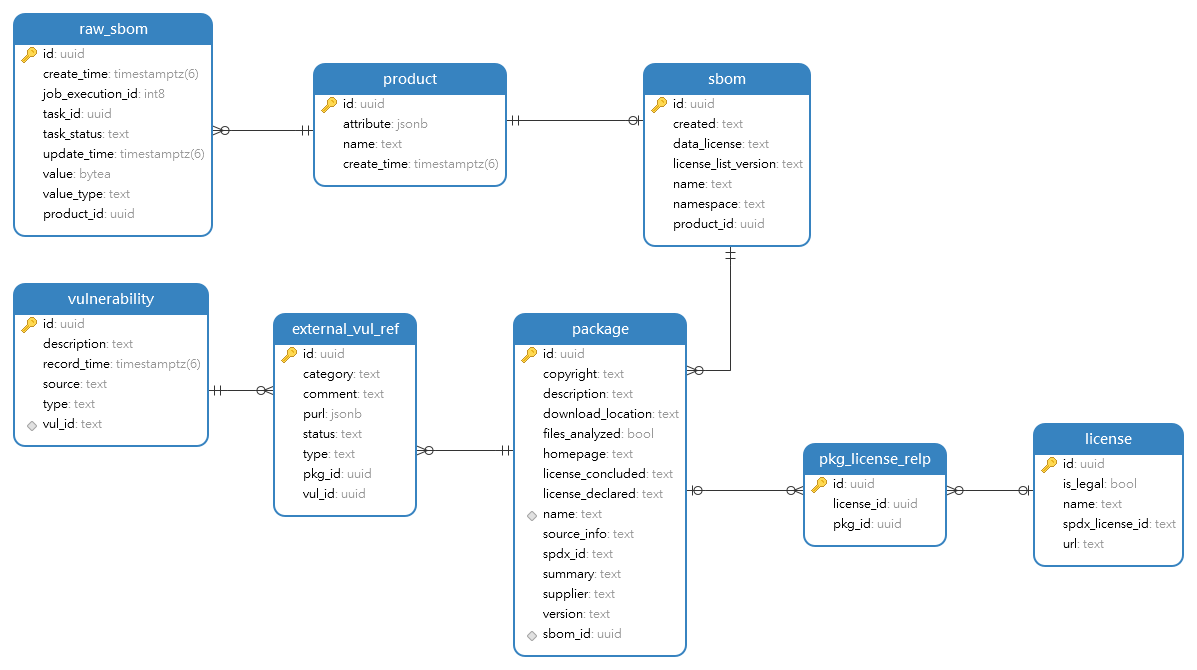 raw_sbom
id: uuid
create_time: timestamptz(6)
job_execution_id: int8
task_id: uuid
task_status: text
update_time: timestamptz(6)
value: bytea
value_type: text
product_id: uuid
product
id: uuid
attribute: jsonb
name: text
create_time: timestamptz(6)
sbom
id: uuid
created: text
data_license: text
license_list_version: text
name: text
namespace: text
product_id: uuid
vulnerability
id: uuid
description: text
record_time: timestamptz(6)
source: text
type: text
vul_id: text
external_vul_ref
id: uuid
category: text
comment: text
purl: jsonb
status: text
type: text
pkg_id: uuid
vul_id: uuid
package
id: uuid
copyright: text
description: text
download_location: text
files_analyzed: bool
homepage: text
license_concluded: text
license_declared: text
name: text
source_info: text
spdx_id: text
summary: text
supplier: text
version: text
sbom_id: uuid
pkg_license_relp
id: uuid
license_id: uuid
pkg_id: uuid
license
id: uuid
is_legal: bool
name: text
spdx_license_id: text
url: text